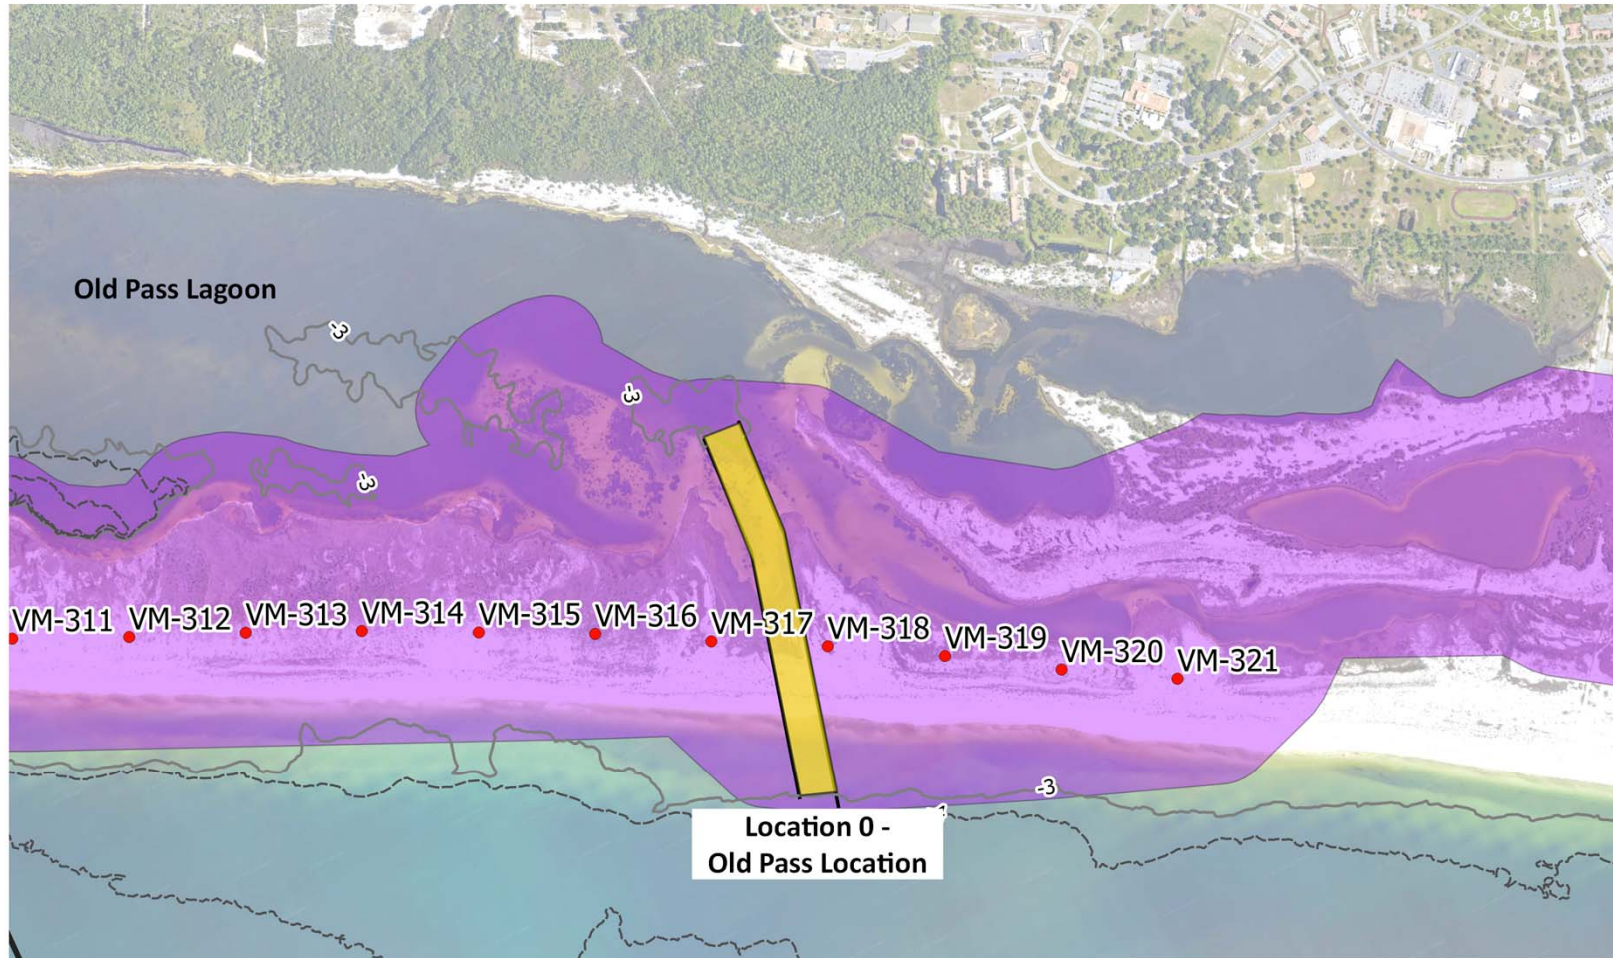 Old Pass Lagoon
-3
-3
-3
VM-311
VM-312
VM-313
VM-314
VM-315
VM-316
VM-317
VM-318
VM-319
VM-320
VM-321
-3
Location 0 -
Old Pass Location